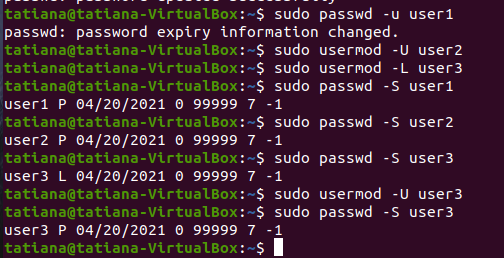 tatiana@tatiana-VirtualBox:~$ sudo passwd -u user1
passwd: password expiry information changed.
tatiana@tatiana-VirtualBox:~$ sudo usermod -U user2
tatiana@tatiana-VirtualBox:~$ sudo usermod -L user3
tatiana@tatiana-VirtualBox:~$ sudo passwd -S user1
user1 P 04/20/2021 0 99999 7 -1
tatiana@tatiana-VirtualBox:~$ sudo passwd -S user2
user2 P 04/20/2021 0 99999 7 -1
tatiana@tatiana-VirtualBox:~$ sudo passwd -S user3
user3 L 04/20/2021 0 99999 7 -1
tatiana@tatiana-VirtualBox:~$ sudo usermod -U user3
tatiana@tatiana-VirtualBox:~$ sudo passwd -S user3
user3 P 04/20/2021 0 99999 7 -1
tatiana@tatiana-VirtualBox:~$